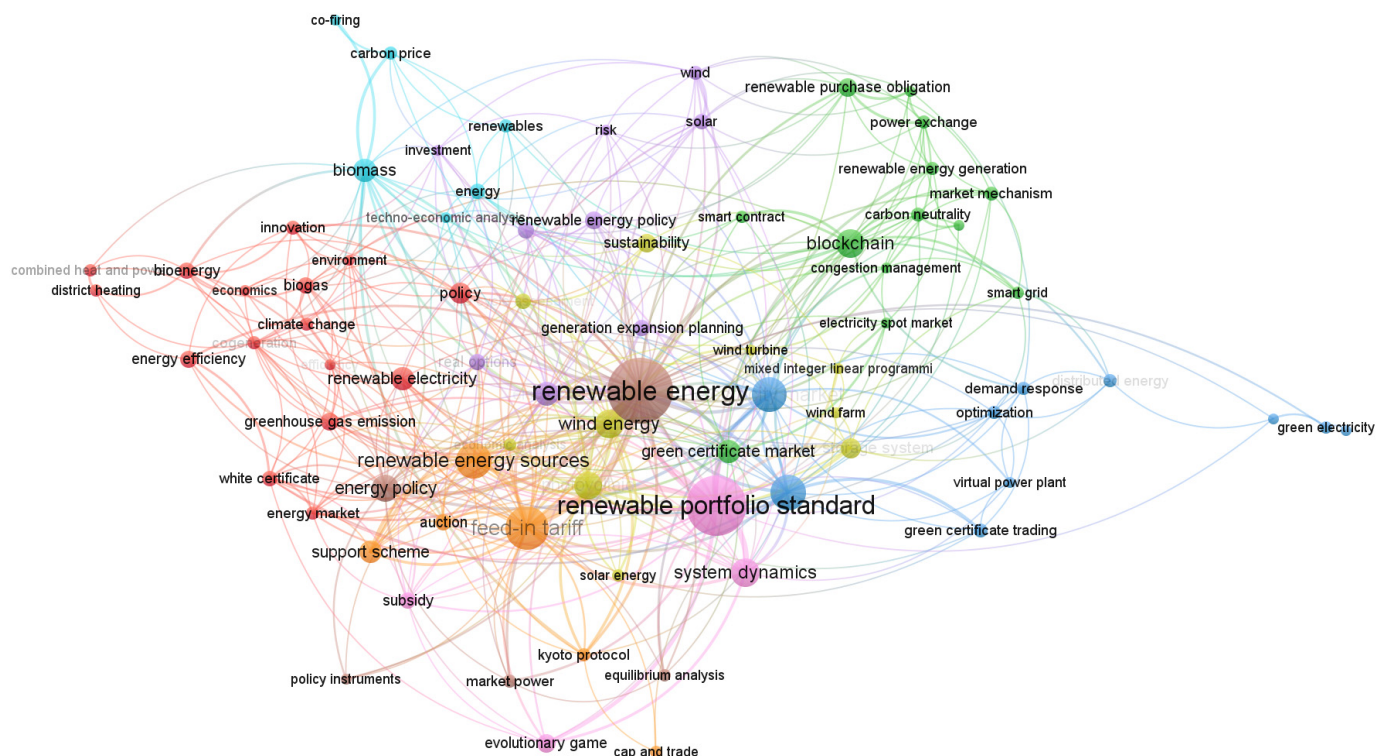 co-firing
carbon price
wind
renewable purchase obligation
renewables
risk
solar
power exchange
investment
biomass
renewable energy generation
energy
market mechanism
techno-economic analysis
renewable energy policy
smart contract
carbon neutrality
innovation
sustainability
blockchain
combined heat and pow
bioenergy
environment
congestion management
district heating
economics
biogas
policy
smart grid
climate change
generation expansion planning
electricity spot market
cogeneration
energy efficiency
real options
wind turbine
mixed integer linear programmi
renewable electricity
renewable energy
demand response
distributed energy
greenhouse gas emission
wind energy
wind farm
optimization
green electricity
green certificate market
storage system
renewable energy sources
white certificate
energy policy
virtual power plant
energy market
auction
feed-in tariff
renewable portfolio standard
green certificate trading
support scheme
solar energy
system dynamics
subsidy
kyoto protocol
policy instruments
market power
equilibrium analysis
evolutionary game
cap and trade